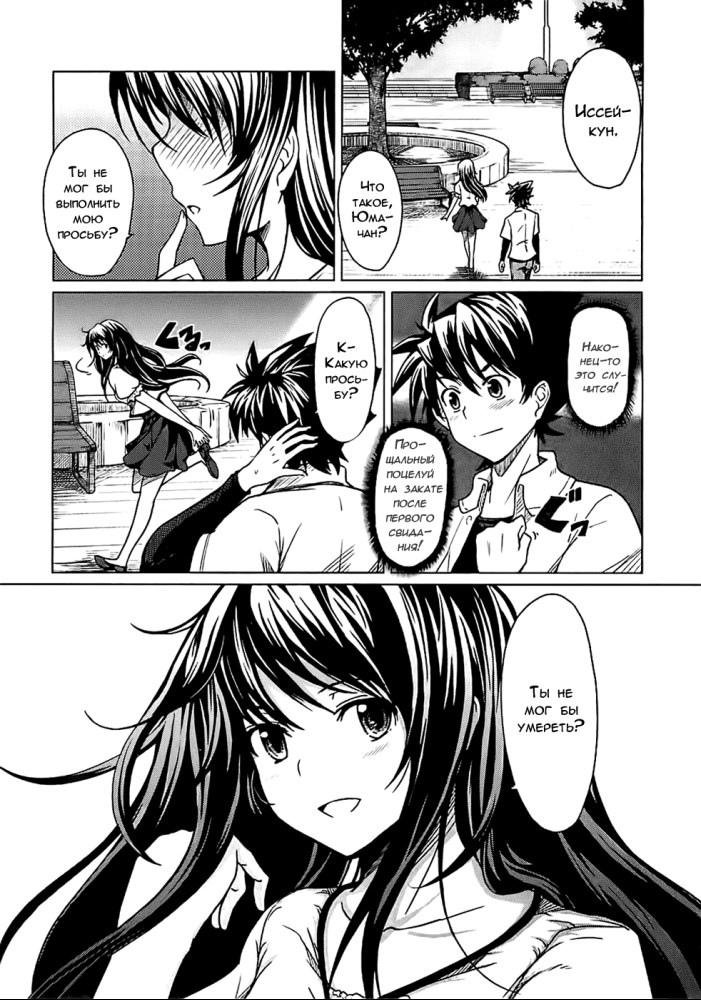 Иссей-
кун.
Что
такое,
Юма-
чан?
Ты не
мог бы
выполнить
мою
просьбу?
Нако-
нец-то
это слу-
чится!
Про-
щальный
поцелуй
на закате
после
первого
свида-
ния!
К-
Какую
прось-
бу?
Ты не
мог бы
умереть?